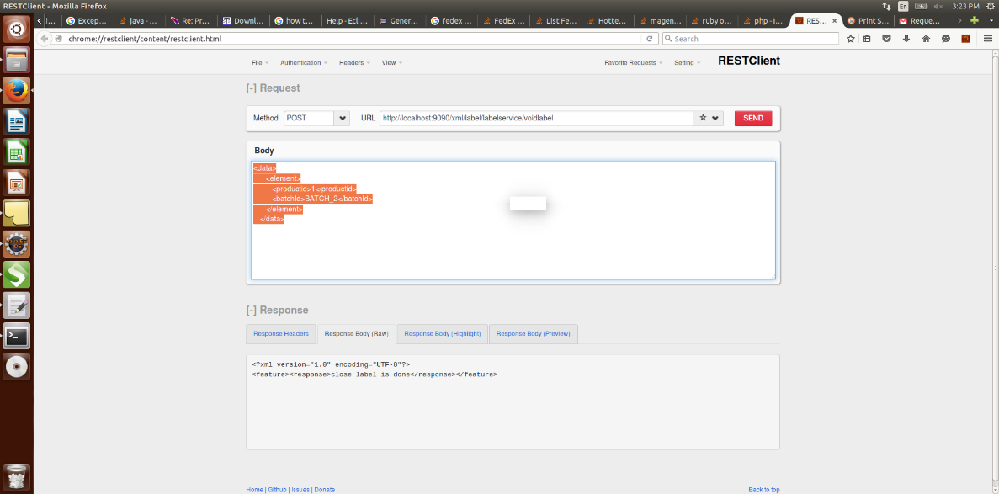 RESTClient - Mozilla Firefox
En
3:23 PM
li...
Excep...
java - ...
Re: Pr...
Downl...
how t...
Help - Ecli...
Gener...
fedex ...
FedEx ...
List Fe...
Hotte...
magen...
ruby o...
php - I...
RES...
Print S...
Reque...
chrome://restclient/content/restclient.html
Search
File
Authentication
Headers
View
Favorite Requests
Setting
RESTClient
[-] Request
Method
POST
URL
http://localhost:9090/xml/label/labelservice/voidlabel
SEND
Body
<data>
<element>
<productid>1</productid>
<batchId>BATCH_2</batchId>
</element>
</data>
[-] Response
Response Headers
Response Body (Raw)
Response Body (Highlight)
Response Body (Preview)
<?xml version="1.0" encoding="UTF-8"?>
<feature><response>close label is done</response></feature>
Home | Github | Issues | Donate
Back to top